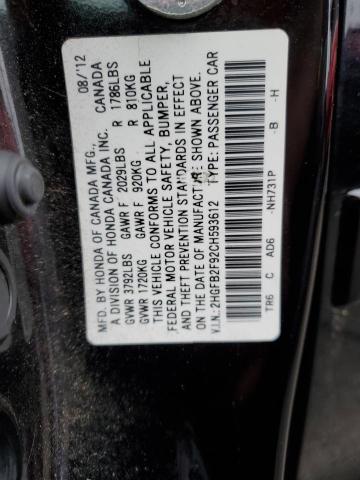 MFD. BY HONDA OF CANADA MFG., 08/'12
A DIVISION OF HONDA CANADA INC. CANADA
GVWR 3792LBS GAWR F 2029LBS R 1786LBS
GVWR 1720KG GAWR F 920KG R 810KG
THIS VEHICLE CONFORMS TO ALL APPLICABLE
FEDERAL MOTOR VEHICLE SAFETY, BUMPER,
AND THEFT PREVENTION STANDARDS IN EFFECT
ON THE DATE OF MANUFACTURE SHOWN ABOVE.
V.I.N.: 2HGFB2F92CH593612 TYPE: PASSENGER CAR
TR6 C AD6 -NH731P -B -H